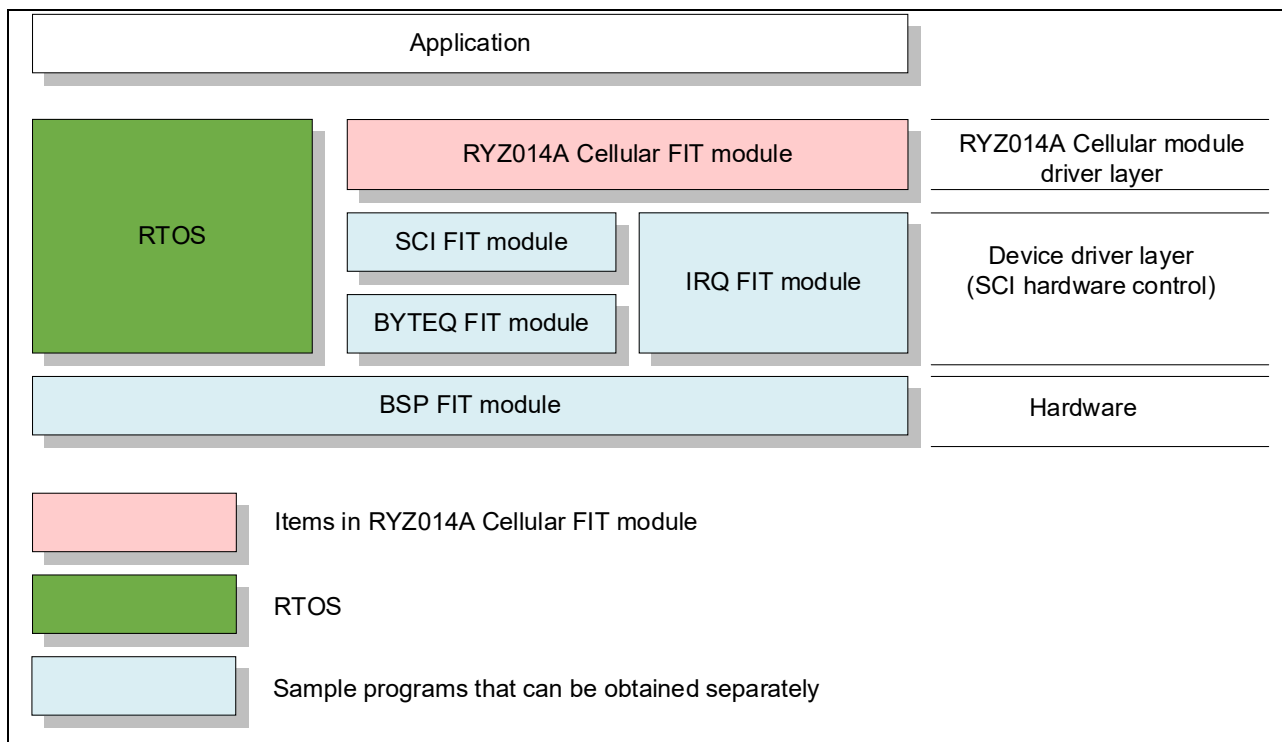 Application
RTOS
RYZ014A Cellular FIT module
RYZ014A Cellular module
driver layer
SCI FIT module
BYTEQ FIT module
IRQ FIT module
Device driver layer
(SCI hardware control)
BSP FIT module
Hardware
Items in RYZ014A Cellular FIT module
RTOS
Sample programs that can be obtained separately